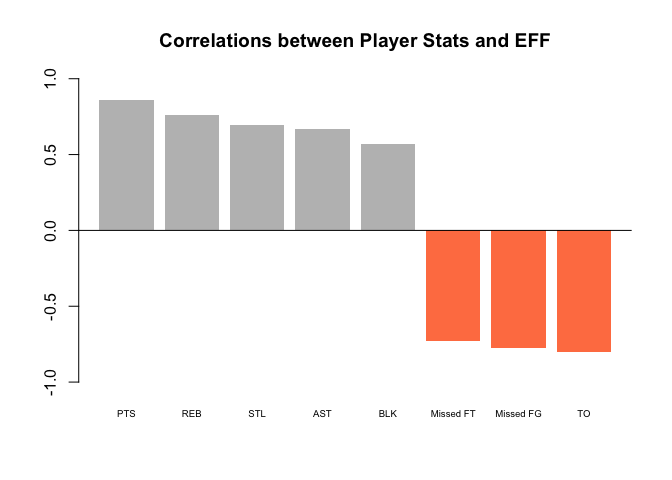 Correlations between Player Stats and EFF
1.0
0.5
0.0
-0.5
-1.0
PTS REB STL AST BLK Missed FT Missed FG TO